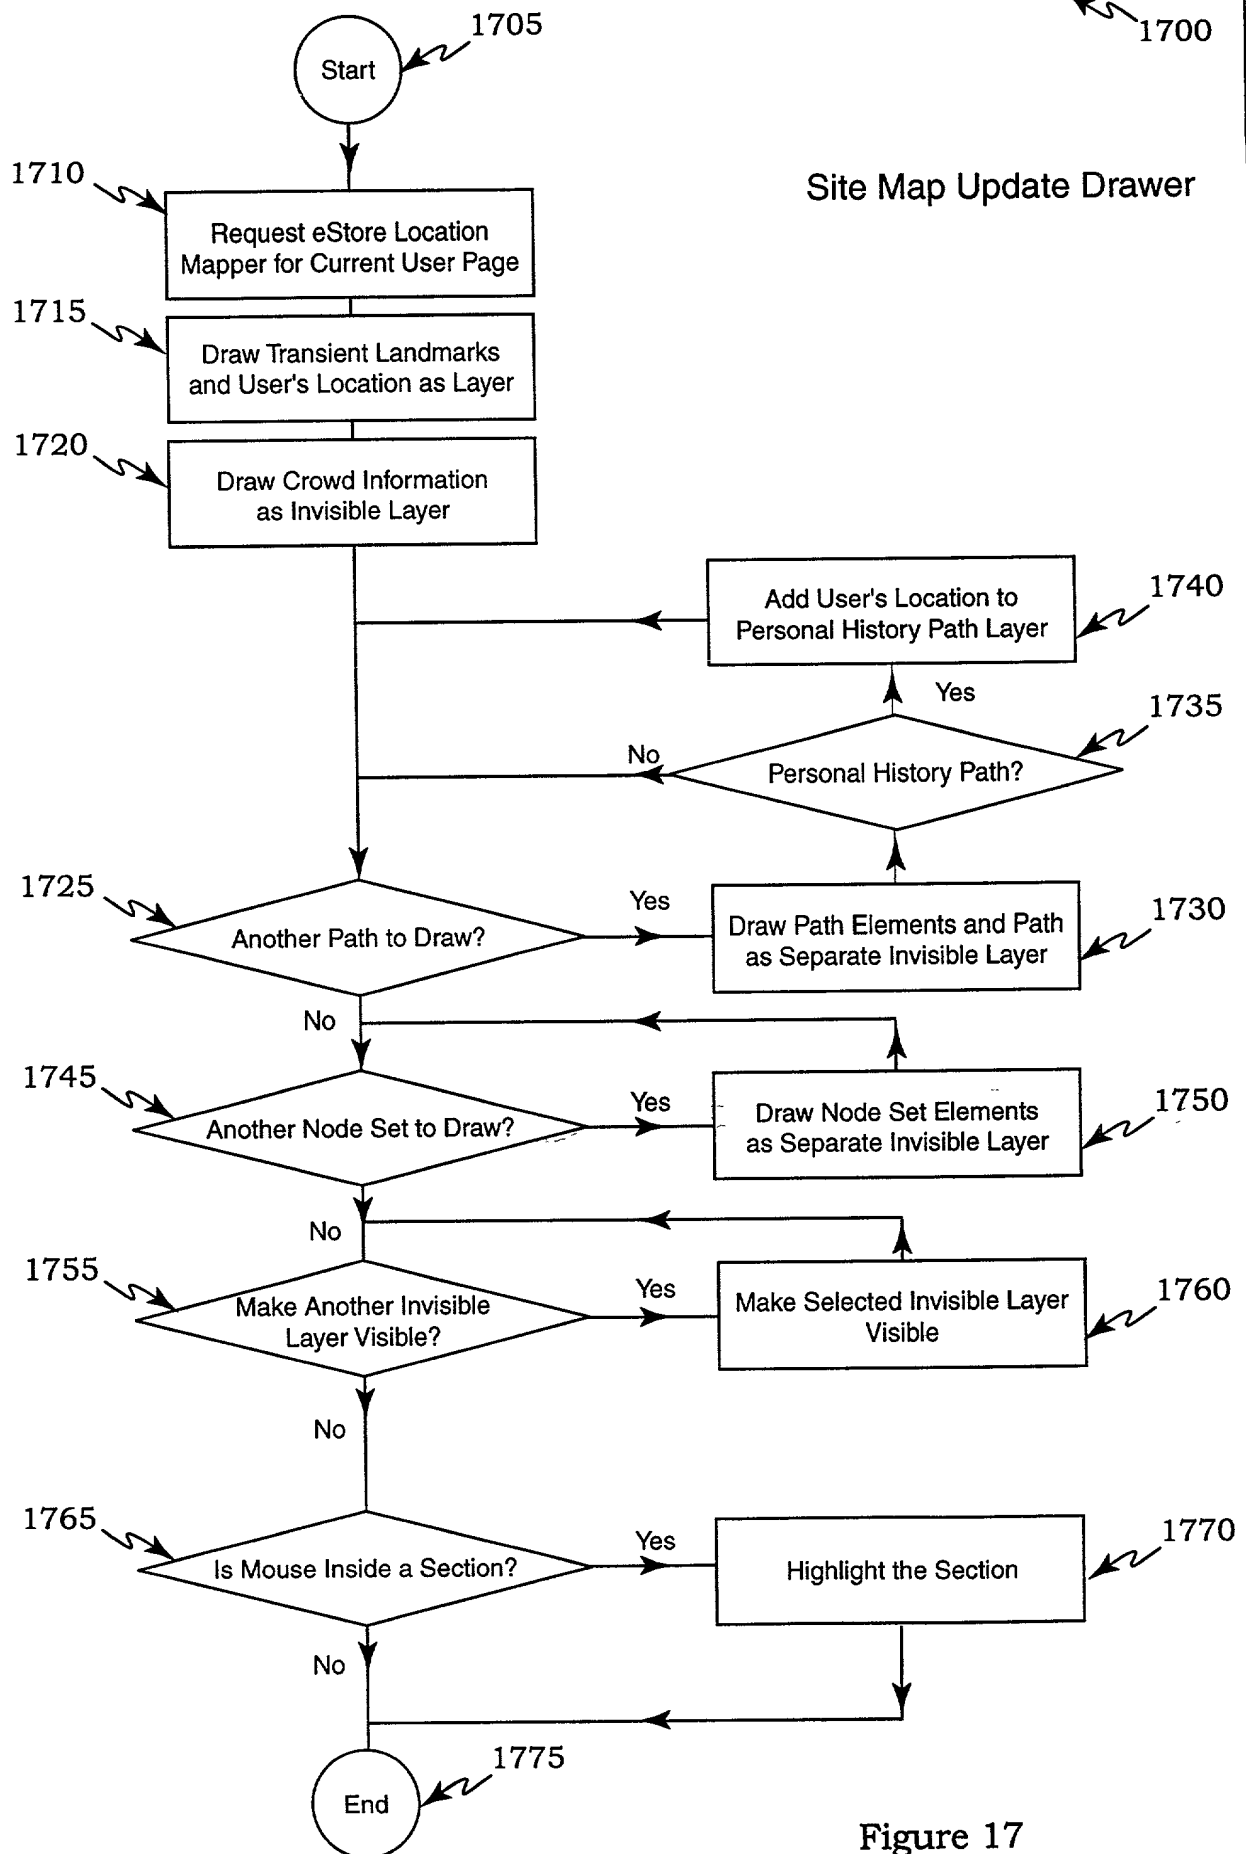 1705
1700
Start
1710
Site Map Update Drawer
Request eStore Location
Mapper for Current User Page
1715
Draw Transient Landmarks
and User's Location as Layer
1720
Draw Crowd Information
as Invisible Layer
1740
Add User's Location to
Personal History Path Layer
Yes
1735
No
Personal History Path?
1725
Another Path to Draw?
Yes
1730
Draw Path Elements and Path
as Separate Invisible Layer
No
1745
Another Node Set to Draw?
Yes
1750
Draw Node Set Elements
as Separate Invisible Layer
No
1755
Make Another Invisible
Layer Visible?
Yes
1760
Make Selected Invisible Layer
Visible
No
1765
Is Mouse Inside a Section?
Yes
1770
Highlight the Section
No
1775
End
Figure 17